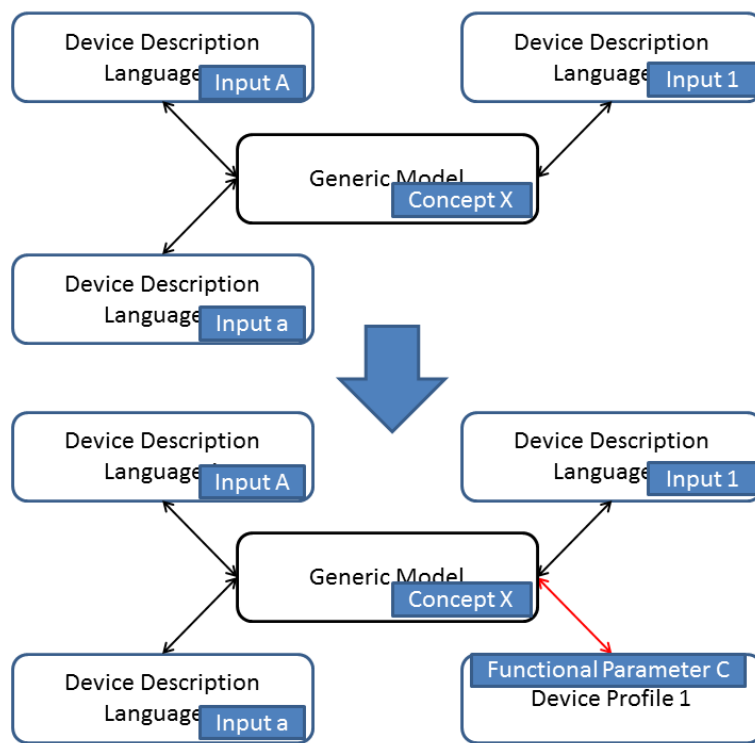 Device Description
Language
Input A
Device Description
Language
Input 1
Generic Model
Concept X
Device Description
Language
Input a
Device Description
Language
Input A
Device Description
Language
Input 1
Generic Model
Concept X
Device Description
Language
Input a
Functional Parameter C
Device Profile 1